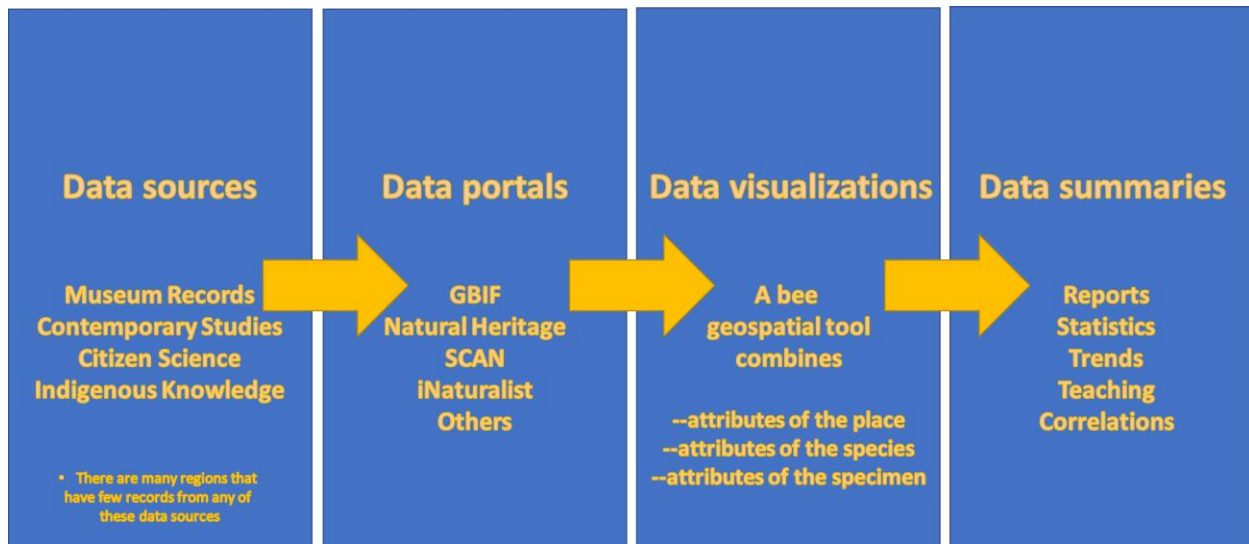 Data sources
Museum Records
Contemporary Studies
Citizen Science
Indigenous Knowledge
• There are many regions that
have few records from any of
these data sources
Data portals
GBIF
Natural Heritage
SCAN
iNaturalist
Others
Data visualizations
A bee
geospatial tool
combines
--attributes of the place
--attributes of the species
--attributes of the specimen
Data summaries
Reports
Statistics
Trends
Teaching
Correlations